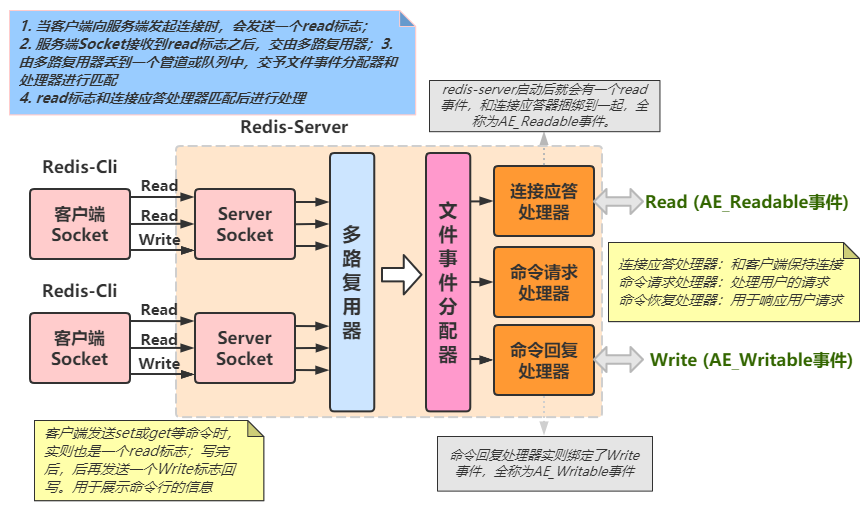 1. 当客户端向服务端发起连接时，会发送一个read标志；
2. 服务端Socket接收到read标志之后，交由多路复用器；3.
由多路复用器丢到一个管道或队列中，交予文件事件分配器和
处理器进行匹配
4. read标志和连接应答处理器匹配后进行处理
redis-server启动后就会有一个read
事件，和连接应答器捆绑到一起，全
称为AE_Readable事件。
Redis-Server
Redis-Cli
客户端
Socket
Read
Read
Write
Server
Socket
Redis-Cli
客户端
Socket
Read
Read
Write
Server
Socket
多路复用器
文件事件分配器
连接应答
处理器
命令请求
处理器
命令回复
处理器
Read (AE_Readable事件)
连接应答处理器：和客户端保持连接
命令请求处理器：处理用户的请求
命令恢复处理器：用于响应用户请求
Write (AE_Writable事件)
客户端发送set或get等命令时，
实则也是一个read标志；写完
后，后再发送一个Write标志回
写。用于展示命令行的信息
命令回复处理器实则绑定了Write
事件，全称为AE_Writable事件